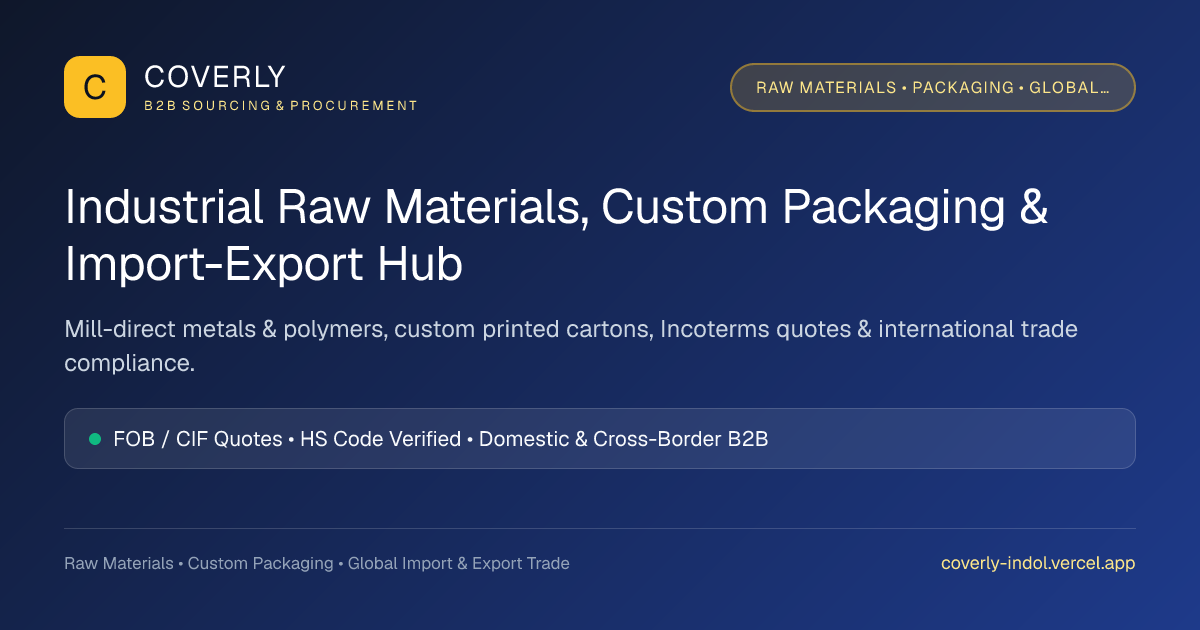 C
COVERLY
B2B SOURCING & PROCUREMENT
RAW MATERIALS • PACKAGING • GLOBAL…
Industrial Raw Materials, Custom Packaging &
Import-Export Hub
Mill-direct metals & polymers, custom printed cartons, Incoterms quotes & international trade
compliance.
FOB / CIF Quotes • HS Code Verified • Domestic & Cross-Border B2B
Raw Materials • Custom Packaging • Global Import & Export Trade
coverly-indol.vercel.app